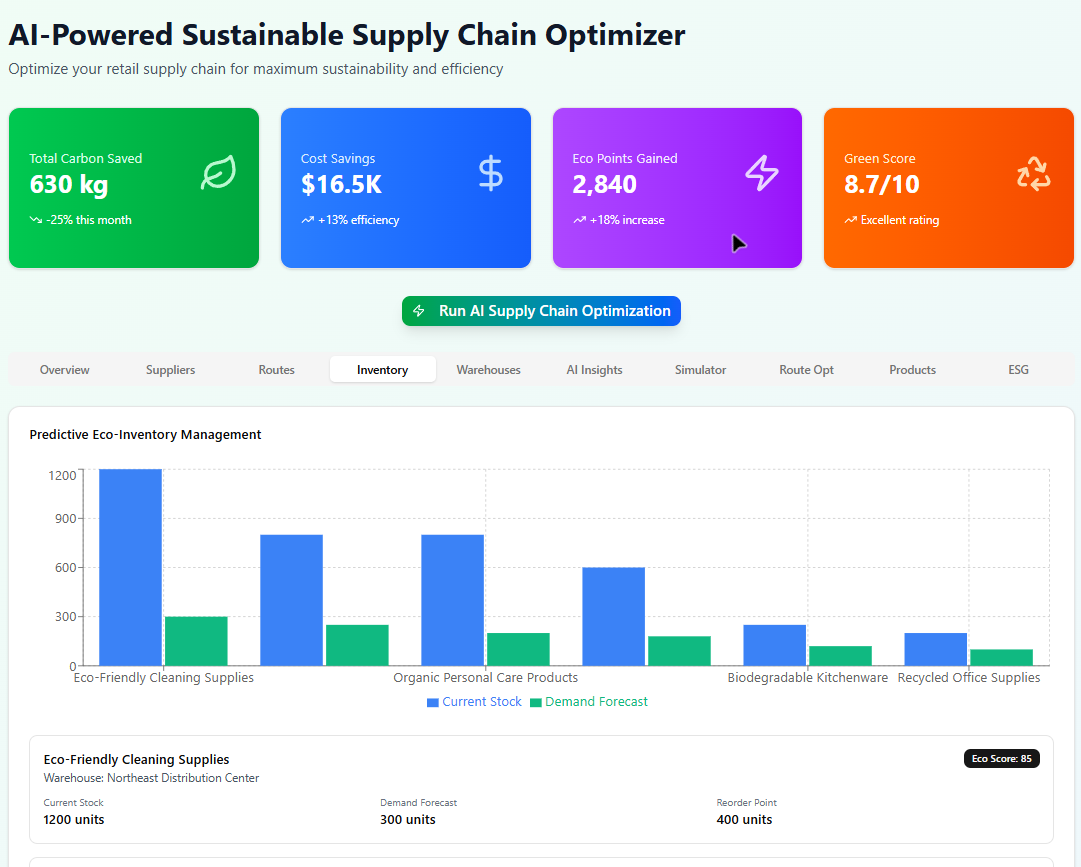 AI-Powered Sustainable Supply Chain Optimizer
Optimize your retail supply chain for maximum sustainability and efficiency
Total Carbon Saved
630 kg
-25% this month
Cost Savings
$16.5K
+13% efficiency
Eco Points Gained
2,840
+18% increase
Green Score
8.7/10
Excellent rating
Run AI Supply Chain Optimization
Overview Suppliers Routes Inventory Warehouses AI Insights Simulator Route Opt Products ESG
Predictive Eco-Inventory Management
1200
900
600
300
0
Eco-Friendly Cleaning Supplies Organic Personal Care Products Biodegradable Kitchenware Recycled Office Supplies
Current Stock Demand Forecast
Eco-Friendly Cleaning Supplies
Eco Score: 85
Warehouse: Northeast Distribution Center
Current Stock Demand Forecast Reorder Point
1200 units 300 units 400 units